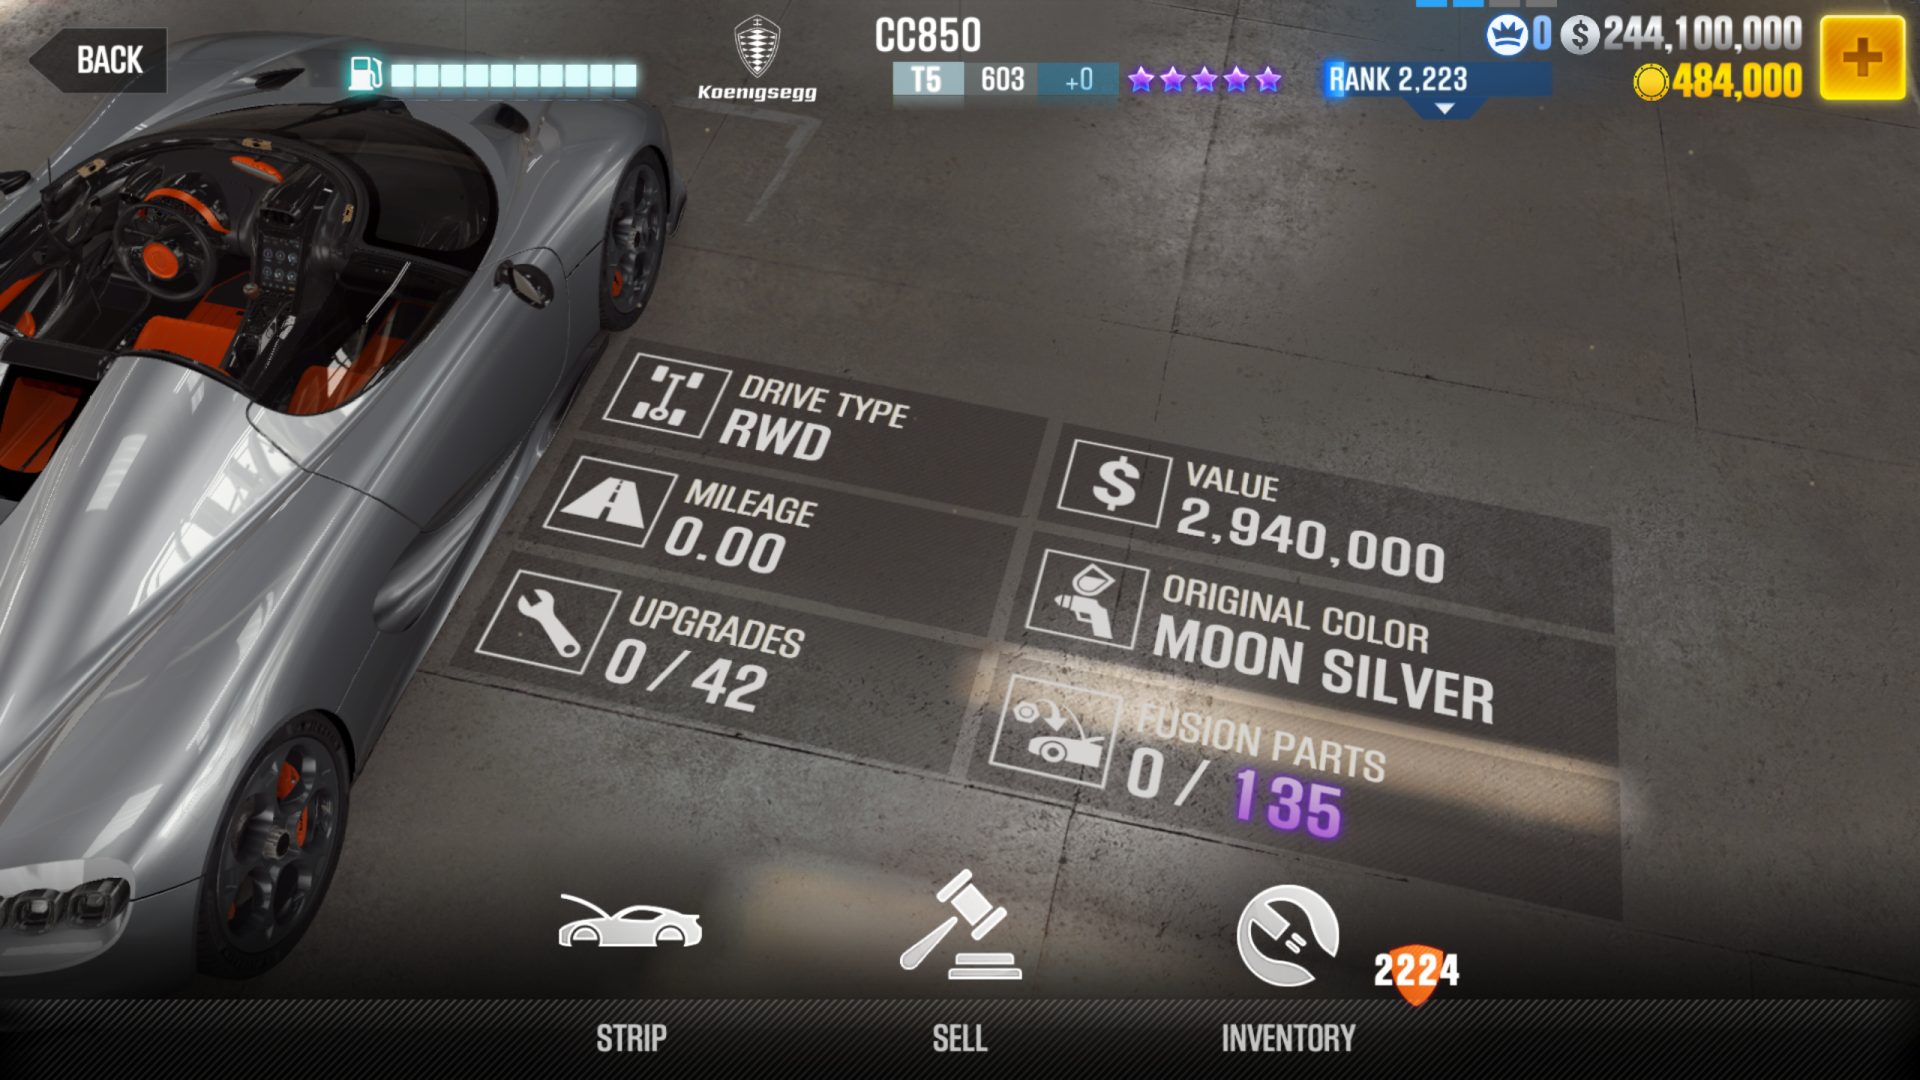 BACK
Koenigsegg
CC850
T5 603 +0
RANK 2,223
0
244,100,000
484,000
DRIVE TYPE
RWD
MILEAGE
0.00
UPGRADES
0 / 42
VALUE
2,940,000
ORIGINAL COLOR
MOON SILVER
FUSION PARTS
0 / 135
STRIP
SELL
INVENTORY
2224